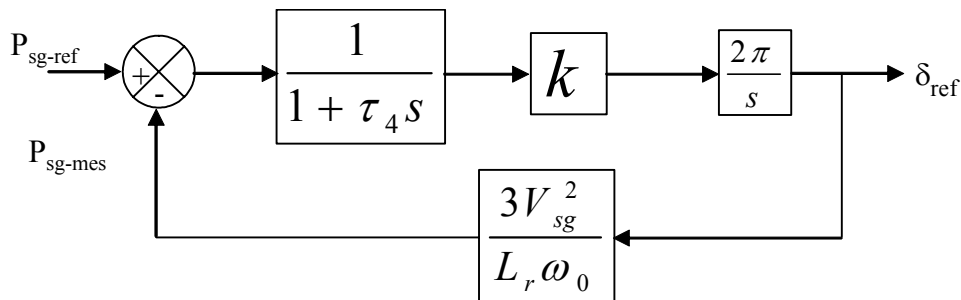 P_sg-ref
+
-
1
1 + τ_4 s
k
2π
s
δ_ref
P_sg-mes
3V_sg^2
L_r ω_0